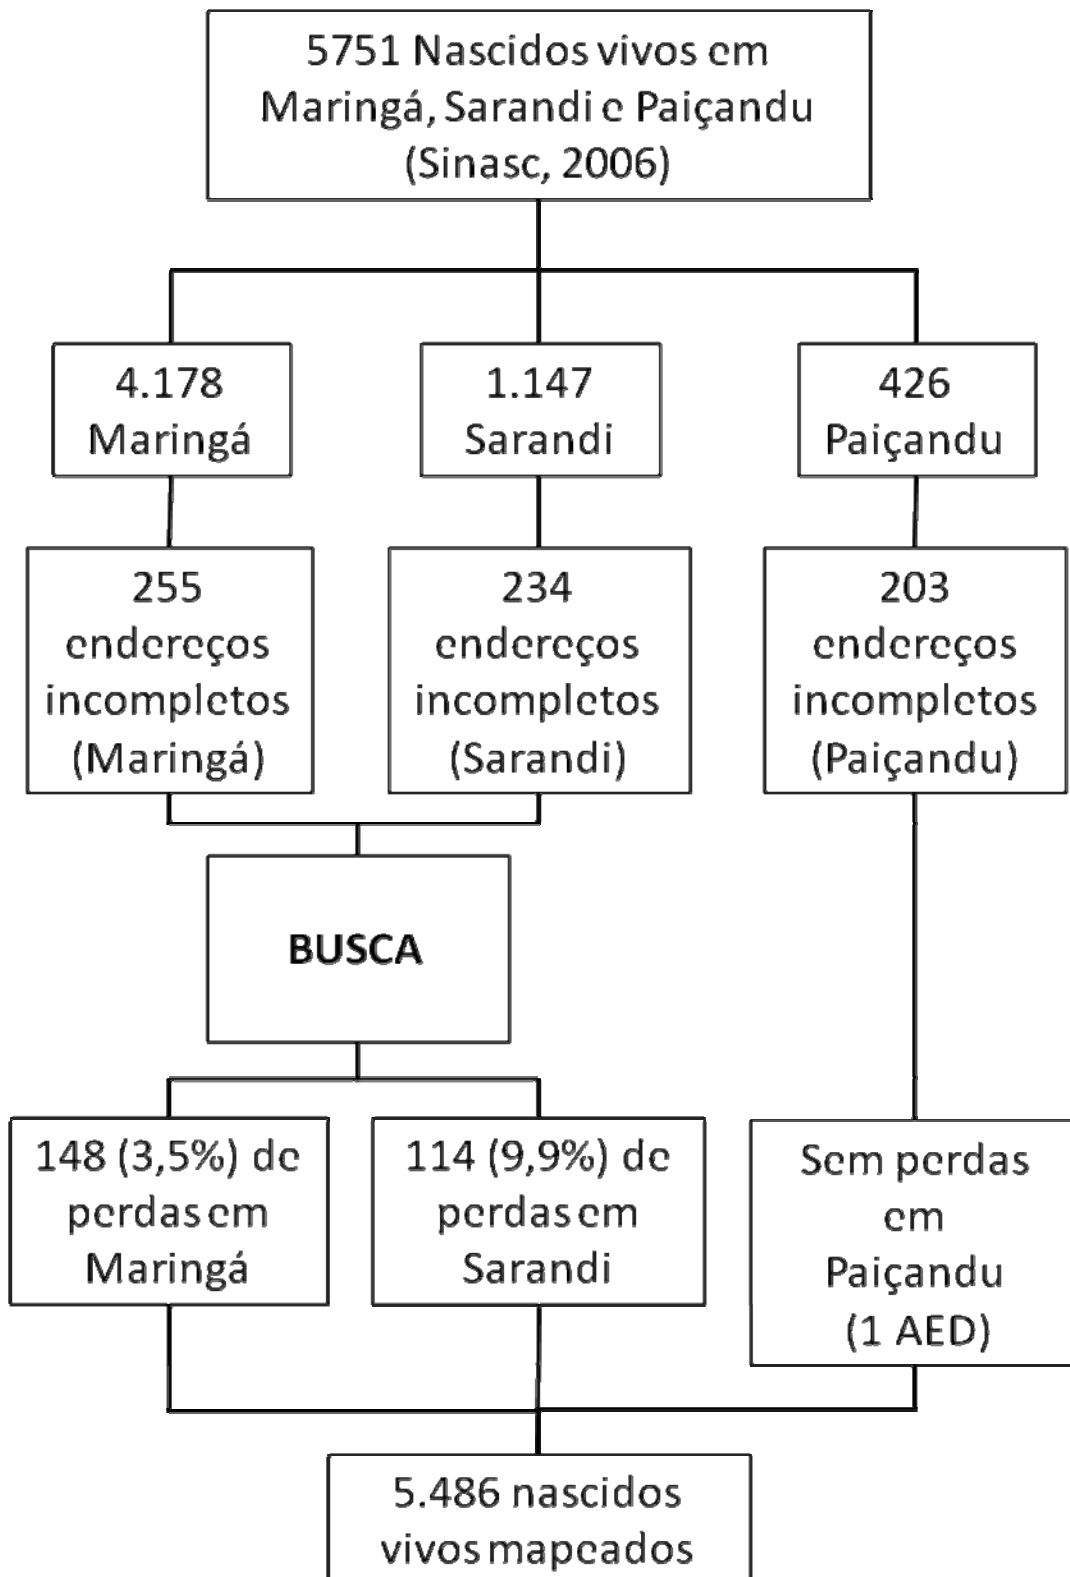 5751 Nascidos vivos em
Maringá, Sarandi e Paiçandu
(Sinasc, 2006)
4.178
Maringá
1.147
Sarandi
426
Paiçandu
255
endereços
incompletos
(Maringá)
234
endereços
incompletos
(Sarandi)
203
endereços
incompletos
(Paiçandu)
BUSCA
148 (3,5%) de
perdas em
Maringá
114 (9,9%) de
perdas em
Sarandi
Sem perdas
em
Paiçandu
(1 AED)
5.486 nascidos
vivos mapeados